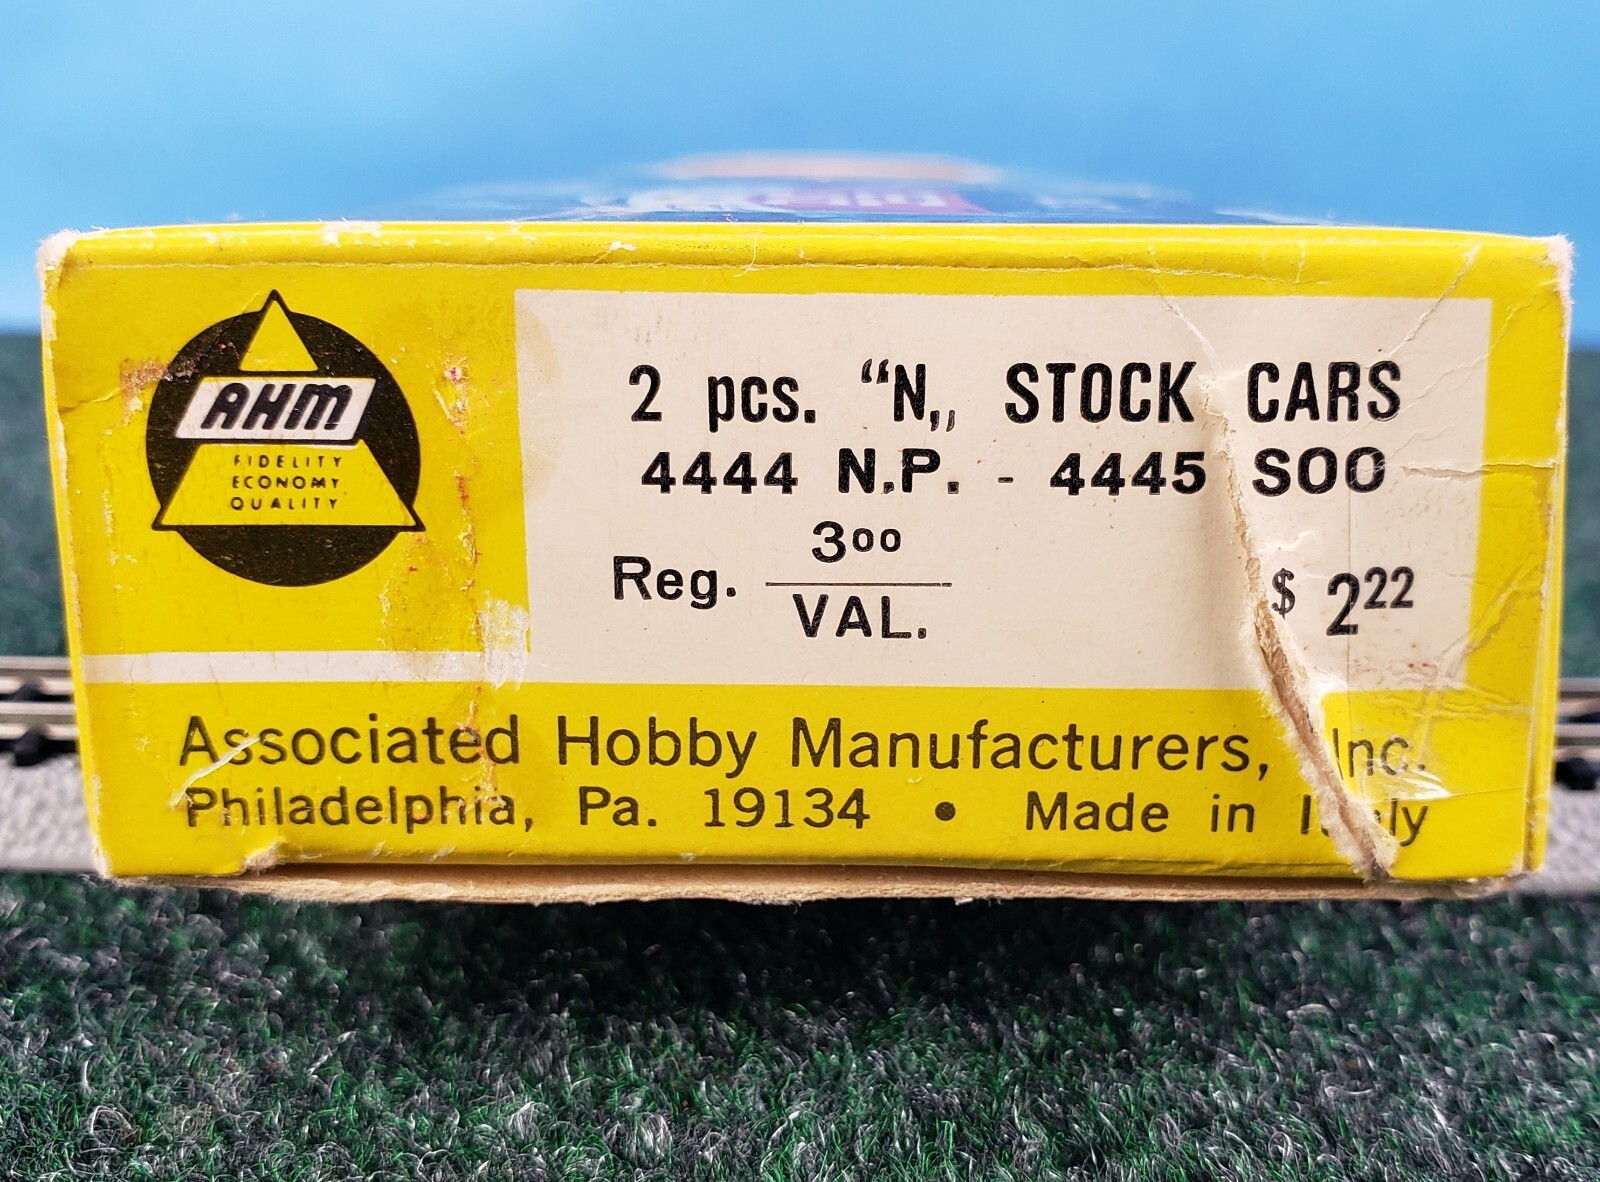 AHM
FIDELITY
ECONOMY
QUALITY
2 pcs. “N„ STOCK CARS
4444 N.P. - 4445 SOO
Reg. 3⁰⁰
VAL.
$ 2²²
Associated Hobby Manufacturers, Inc.
Philadelphia, Pa. 19134 • Made in